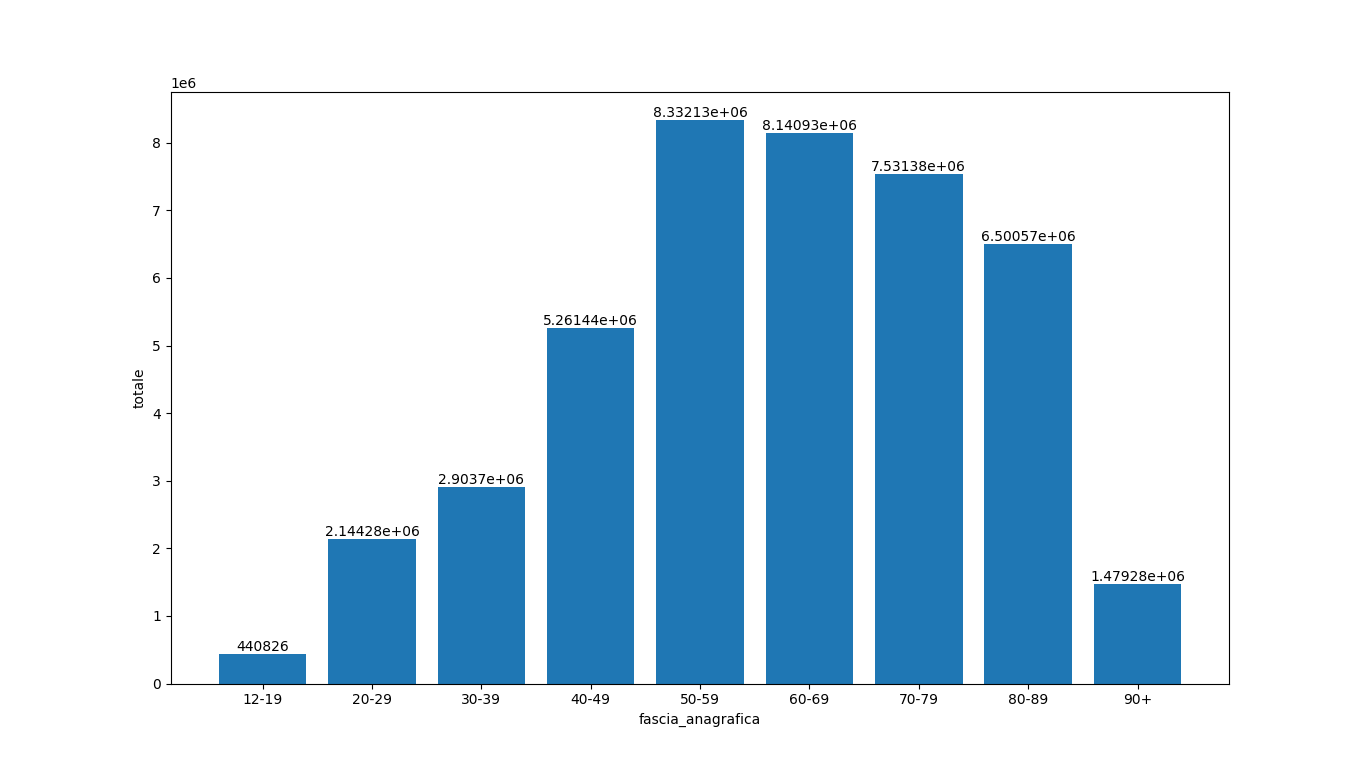 1e6
8.33213e+06
8.14093e+06
8
7.53138e+06
7
6.50057e+06
6
5.26144e+06
5
totale
4
2.9037e+06
3
2.14428e+06
2
1.47928e+06
1
440826
0
12-19 20-29 30-39 40-49 50-59 60-69 70-79 80-89 90+
fascia_anagrafica